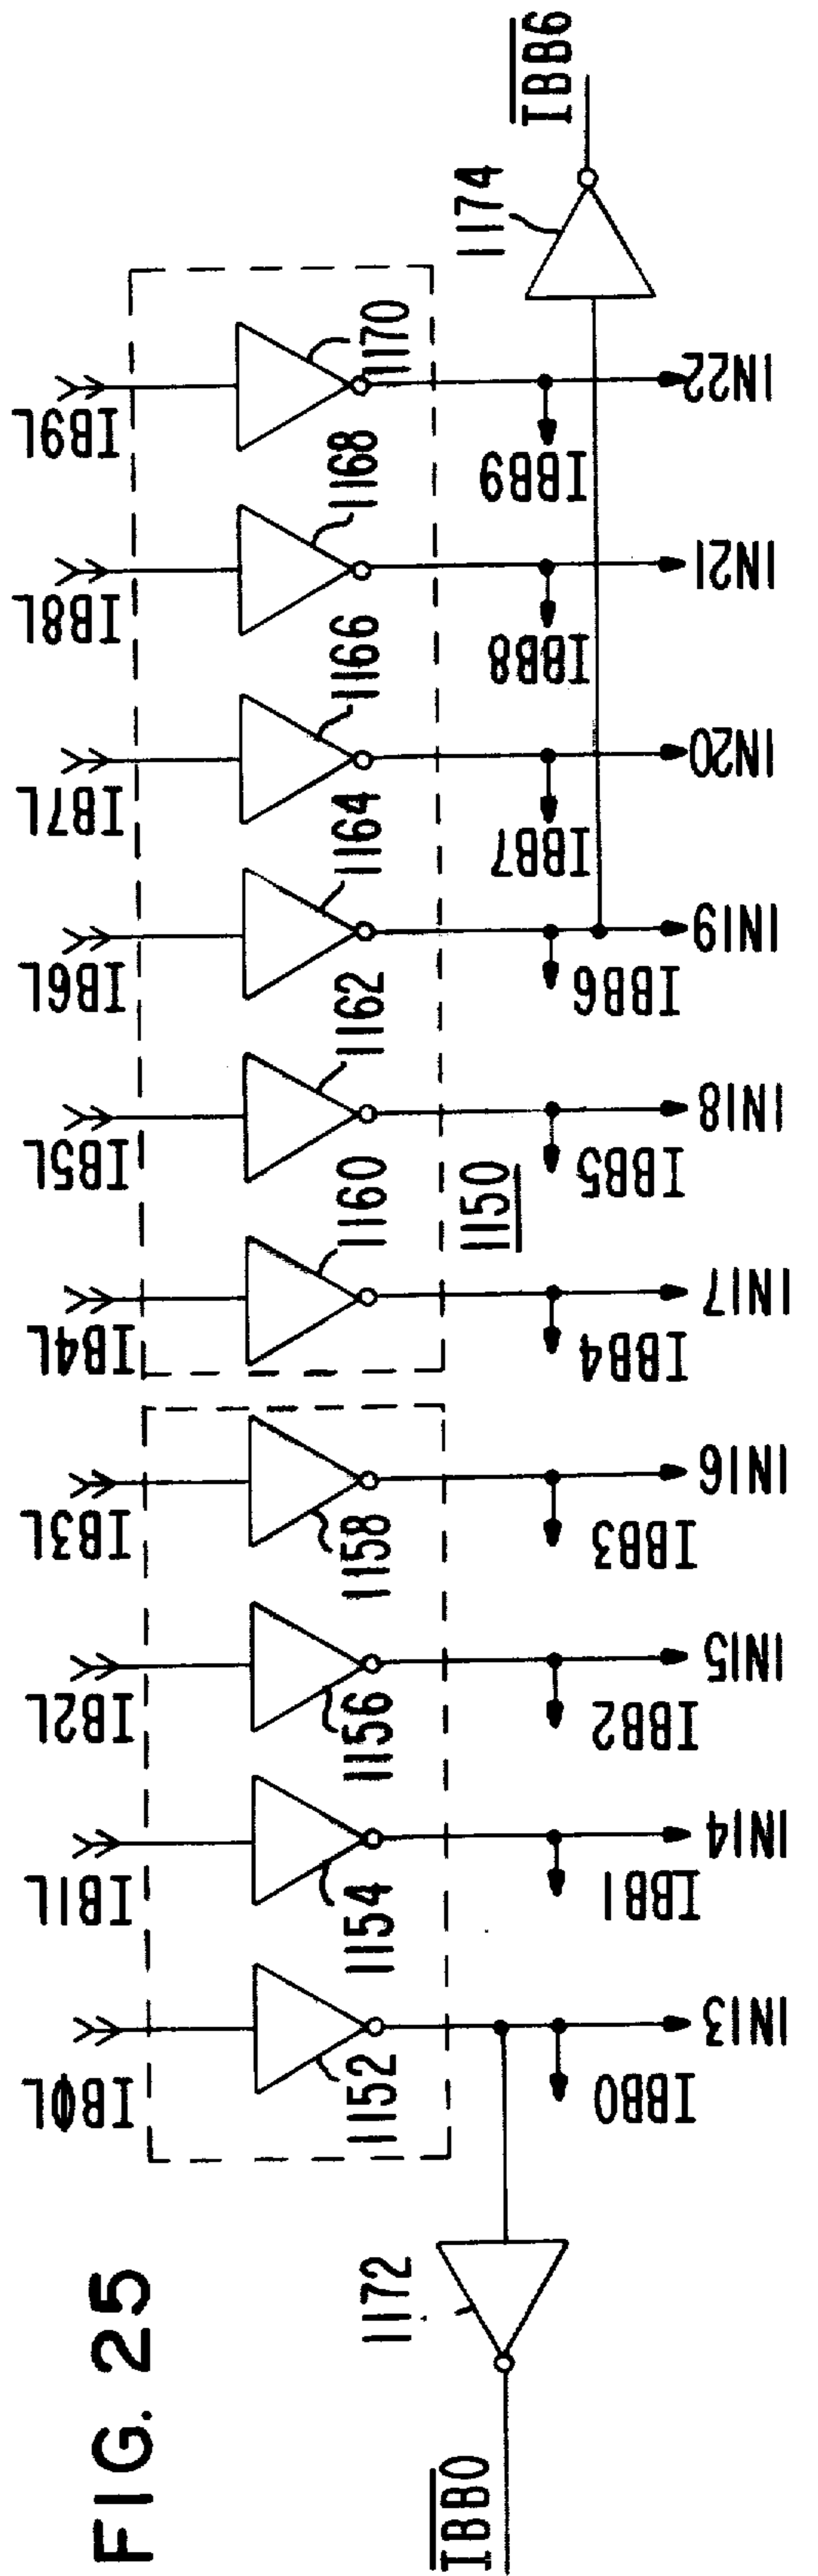 FIG. 25
IBφL
IB1L
IB2L
IB3L
IB4L
IB5L
IB6L
IB7L
IB8L
IB9L
1152
1154
1156
1158
1160
1162
1164
1166
1168
1170
1172
1150
1174
IBB0
IBB0
IBB1
IBB2
IBB3
IBB4
IBB5
IBB6
IBB7
IBB8
IBB9
IBB6
IN13
IN14
IN15
IN16
IN17
IN18
IN19
IN20
IN21
IN22